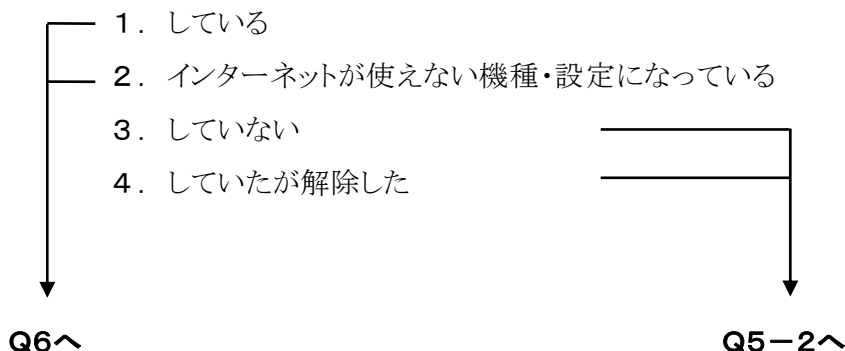 1. している
2. インターネットが使えない機種・設定になっている
3. していない
4. していたが解除した
Q6へ
Q5－2へ